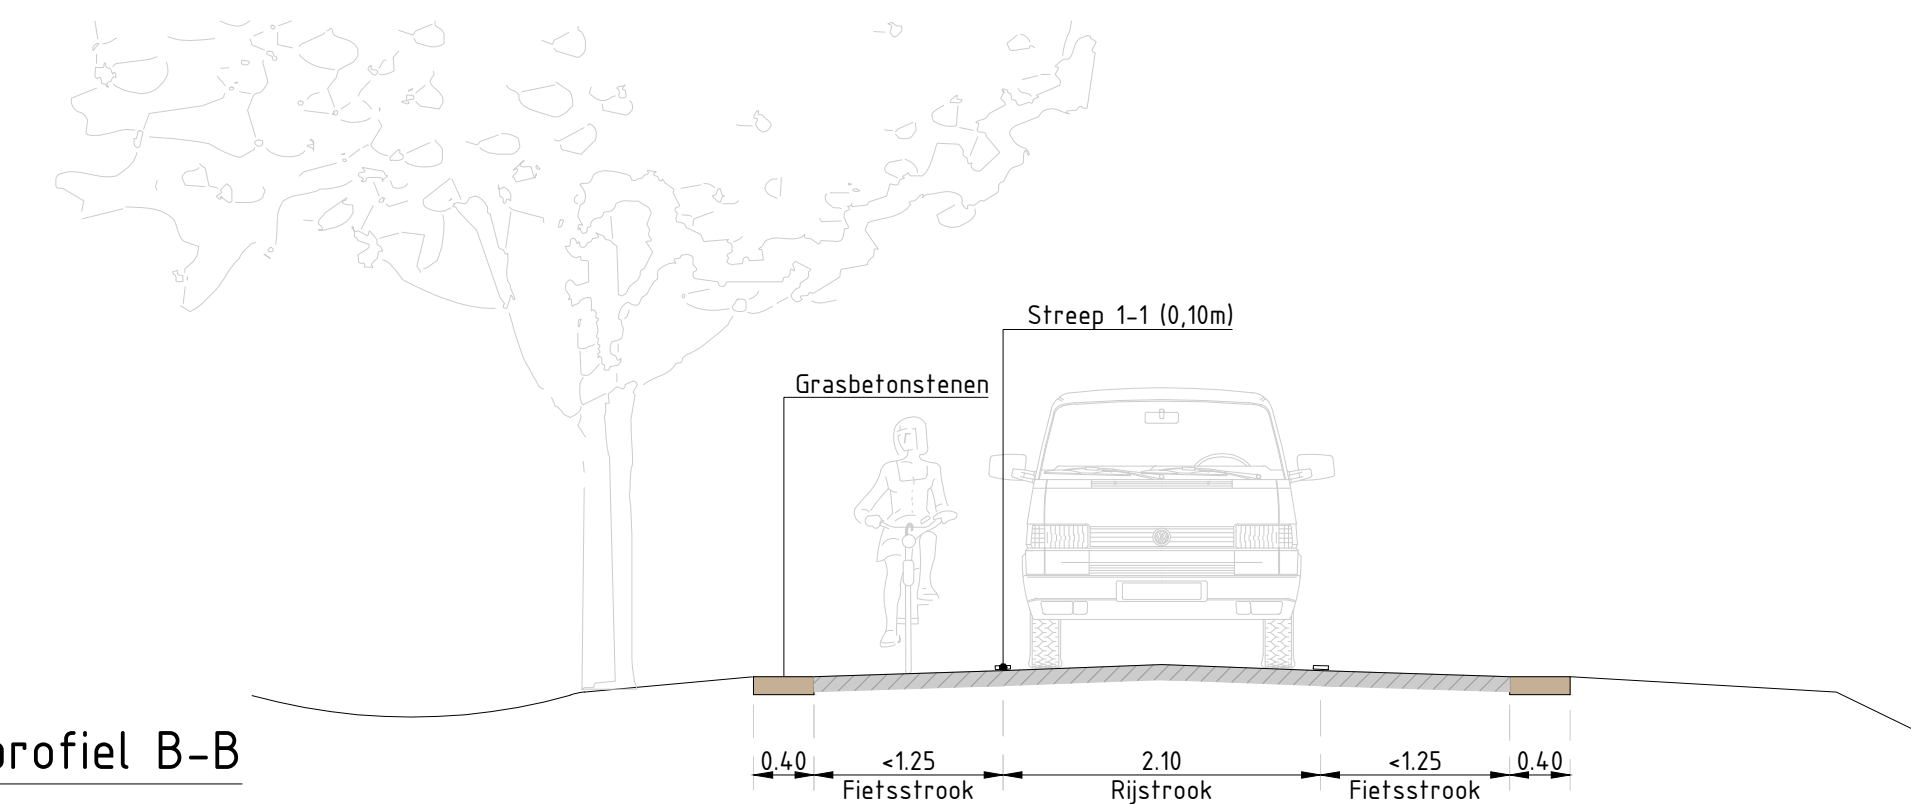 Streep 1-1 (0,10m)
Grasbetonstenen
profiel B-B
0.40 <1.25 2.10 <1.25 0.40
Fietsstrook Rijstrook Fietsstrook